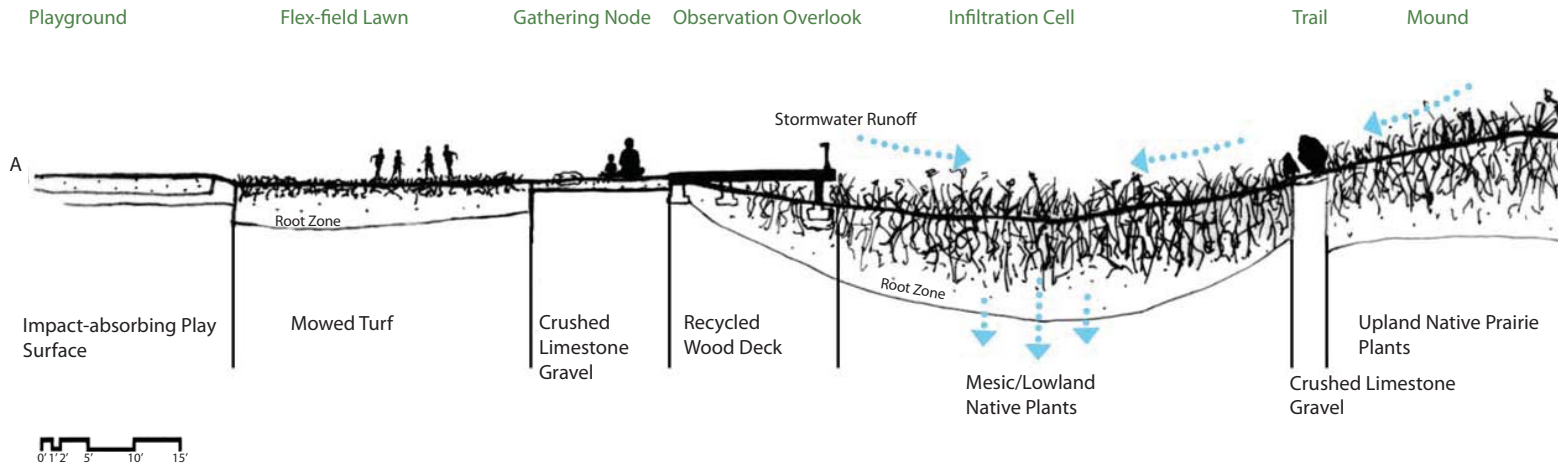 Playground
Flex-field Lawn
Gathering Node
Observation Overlook
Infiltration Cell
Trail
Mound
Stormwater Runoff
A
Root Zone
Root Zone
Impact-absorbing Play
Surface
Mowed Turf
Crushed
Limestone
Gravel
Recycled
Wood Deck
Mesic/Lowland
Native Plants
Crushed Limestone
Gravel
Upland Native Prairie
Plants
0' 1' 2' 5' 10' 15'